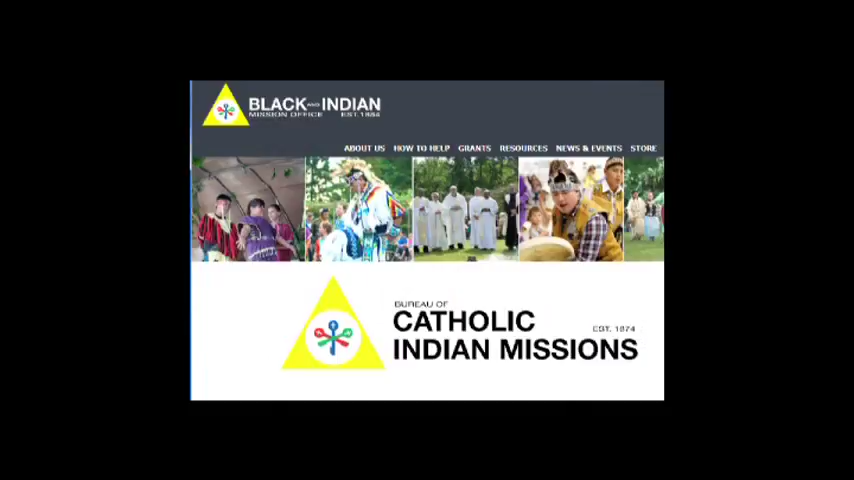 BLACK AND INDIAN
MISSION OFFICE EST. 1884
ABOUT US HOW TO HELP GRANTS RESOURCES NEWS & EVENTS STORE
BUREAU OF
CATHOLIC
EST. 1874
INDIAN MISSIONS